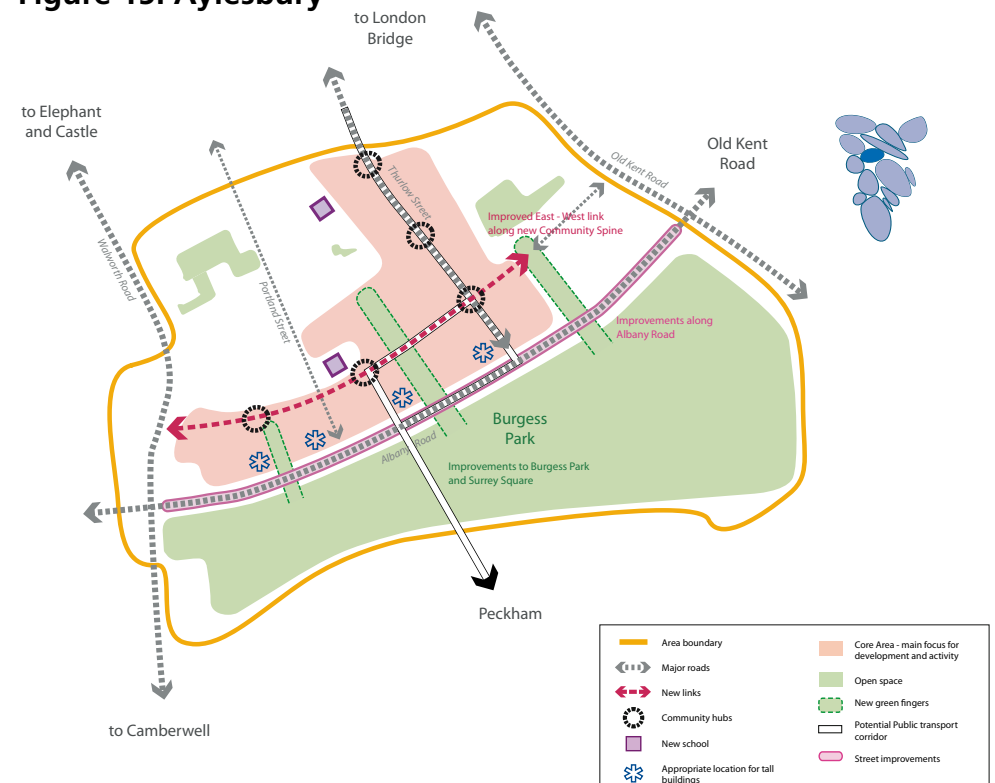 Figure 15: Aylesbury
to London
Bridge
to Elephant
and Castle
Old Kent
Road
Old Kent Road
Thurlow Street
Improved East - West link
along new Community Spine
Walworth Road
Portland Street
Improvements along
Albany Road
Burgess
Park
Albany Road
Improvements to Burgess Park
and Surrey Square
Peckham
to Camberwell
Area boundary
Major roads
New links
Community hubs
New school
Appropriate location for tall
buildings
Core Area - main focus for
development and activity
Open space
New green fingers
Potential Public transport
corridor
Street improvements